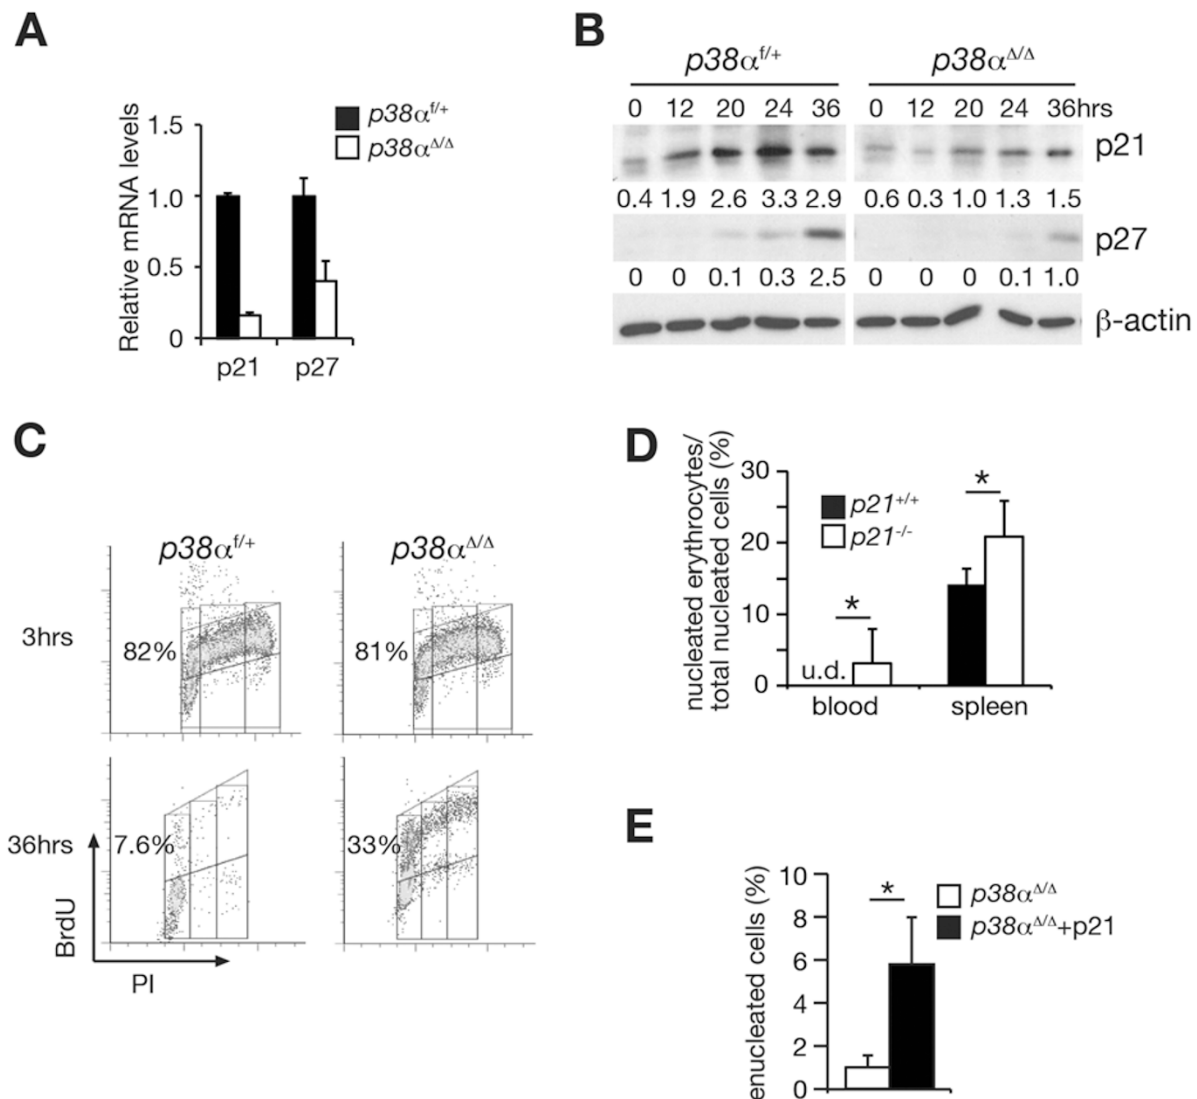 A
p38α^f/+
p38α^Δ/Δ
Relative mRNA levels
1.5
1.0
0.5
0
p21
p27
B
p38α^f/+ p38α^Δ/Δ
0 12 20 24 36 0 12 20 24 36hrs
p21
0.4 1.9 2.6 3.3 2.9 0.6 0.3 1.0 1.3 1.5
p27
0 0 0.1 0.3 2.5 0 0 0 0.1 1.0
β-actin
C
p38α^f/+ p38α^Δ/Δ
3hrs
82%
81%
36hrs
7.6%
33%
BrdU
PI
D
nucleated erythrocytes/
total nucleated cells (%)
30
20
10
0
p21^+/+
p21^-/-
*
*
u.d.
blood spleen
E
enucleated cells (%)
10
8
6
4
2
0
*
p38α^Δ/Δ
p38α^Δ/Δ+p21